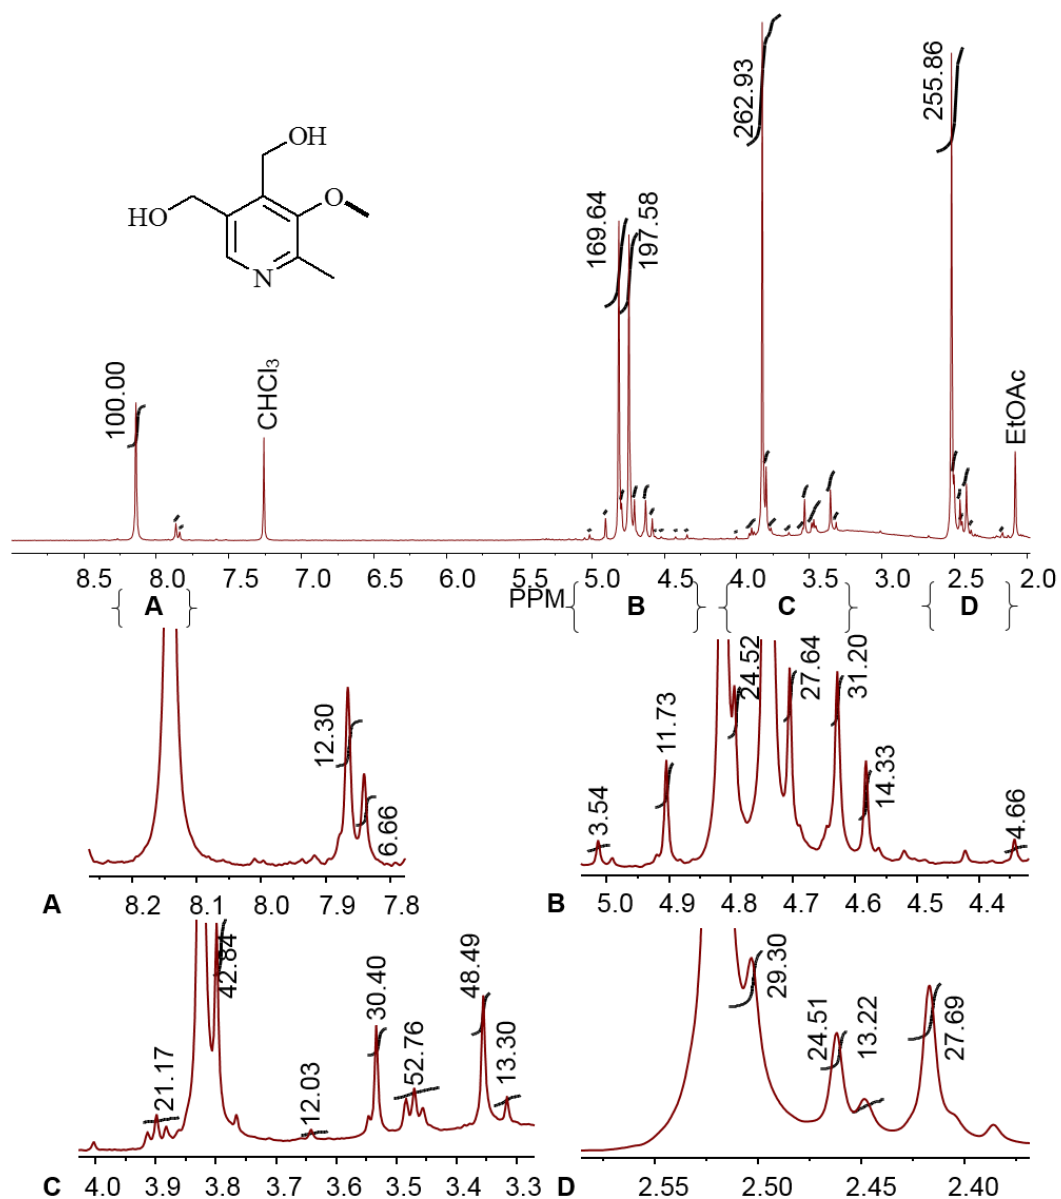 262.93
255.86
OH
O
HO
N
169.64
197.58
100.00
CHCl3
EtOAc
8.5 8.0 7.5 7.0 6.5 6.0 5.5 5.0 4.5 4.0 3.5 3.0 2.5 2.0
PPM
{ A }
{ B }
{ C }
{ D }
12.30
6.66
8.2 8.1 8.0 7.9 7.8
A
3.54
11.73
24.52
27.64
31.20
14.33
4.66
5.0 4.9 4.8 4.7 4.6 4.5 4.4
B
21.17
42.84
12.03
30.40
52.76
48.49
13.30
4.0 3.9 3.8 3.7 3.6 3.5 3.4 3.3
C
29.30
24.51
13.22
27.69
2.55 2.50 2.45 2.40
D